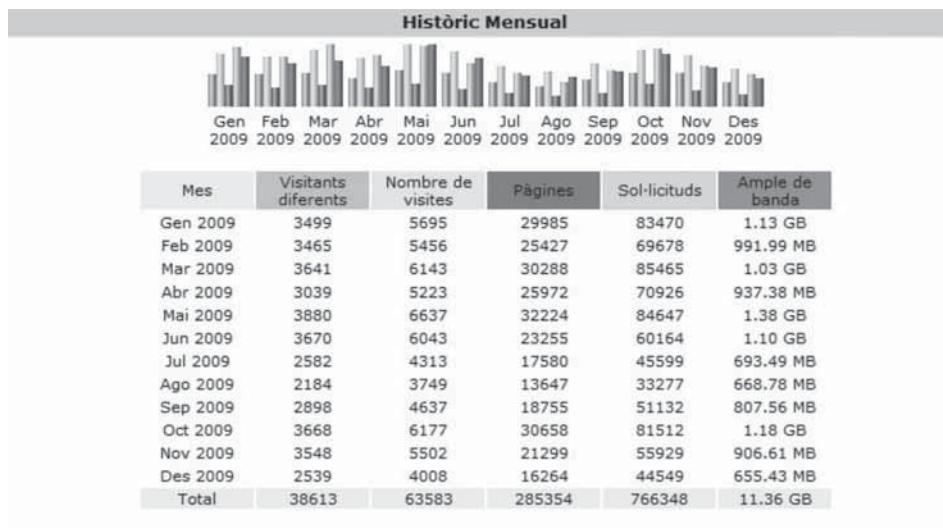 Històric Mensual
Gen Feb Mar Abr Mai Jun Jul Ago Sep Oct Nov Des
2009 2009 2009 2009 2009 2009 2009 2009 2009 2009 2009 2009
Mes Visitants diferents Nombre de visites Pàgines Sol·licituds Ample de banda
Gen 2009 3499 5695 29985 83470 1.13 GB
Feb 2009 3465 5456 25427 69678 991.99 MB
Mar 2009 3641 6143 30288 85465 1.03 GB
Abr 2009 3039 5223 25972 70926 937.38 MB
Mai 2009 3880 6637 32224 84647 1.38 GB
Jun 2009 3670 6043 23255 60164 1.10 GB
Jul 2009 2582 4313 17580 45599 693.49 MB
Ago 2009 2184 3749 13647 33277 668.78 MB
Sep 2009 2898 4637 18755 51132 807.56 MB
Oct 2009 3668 6177 30658 81512 1.18 GB
Nov 2009 3548 5502 21299 55929 906.61 MB
Des 2009 2539 4008 16264 44549 655.43 MB
Total 38613 63583 285354 766348 11.36 GB